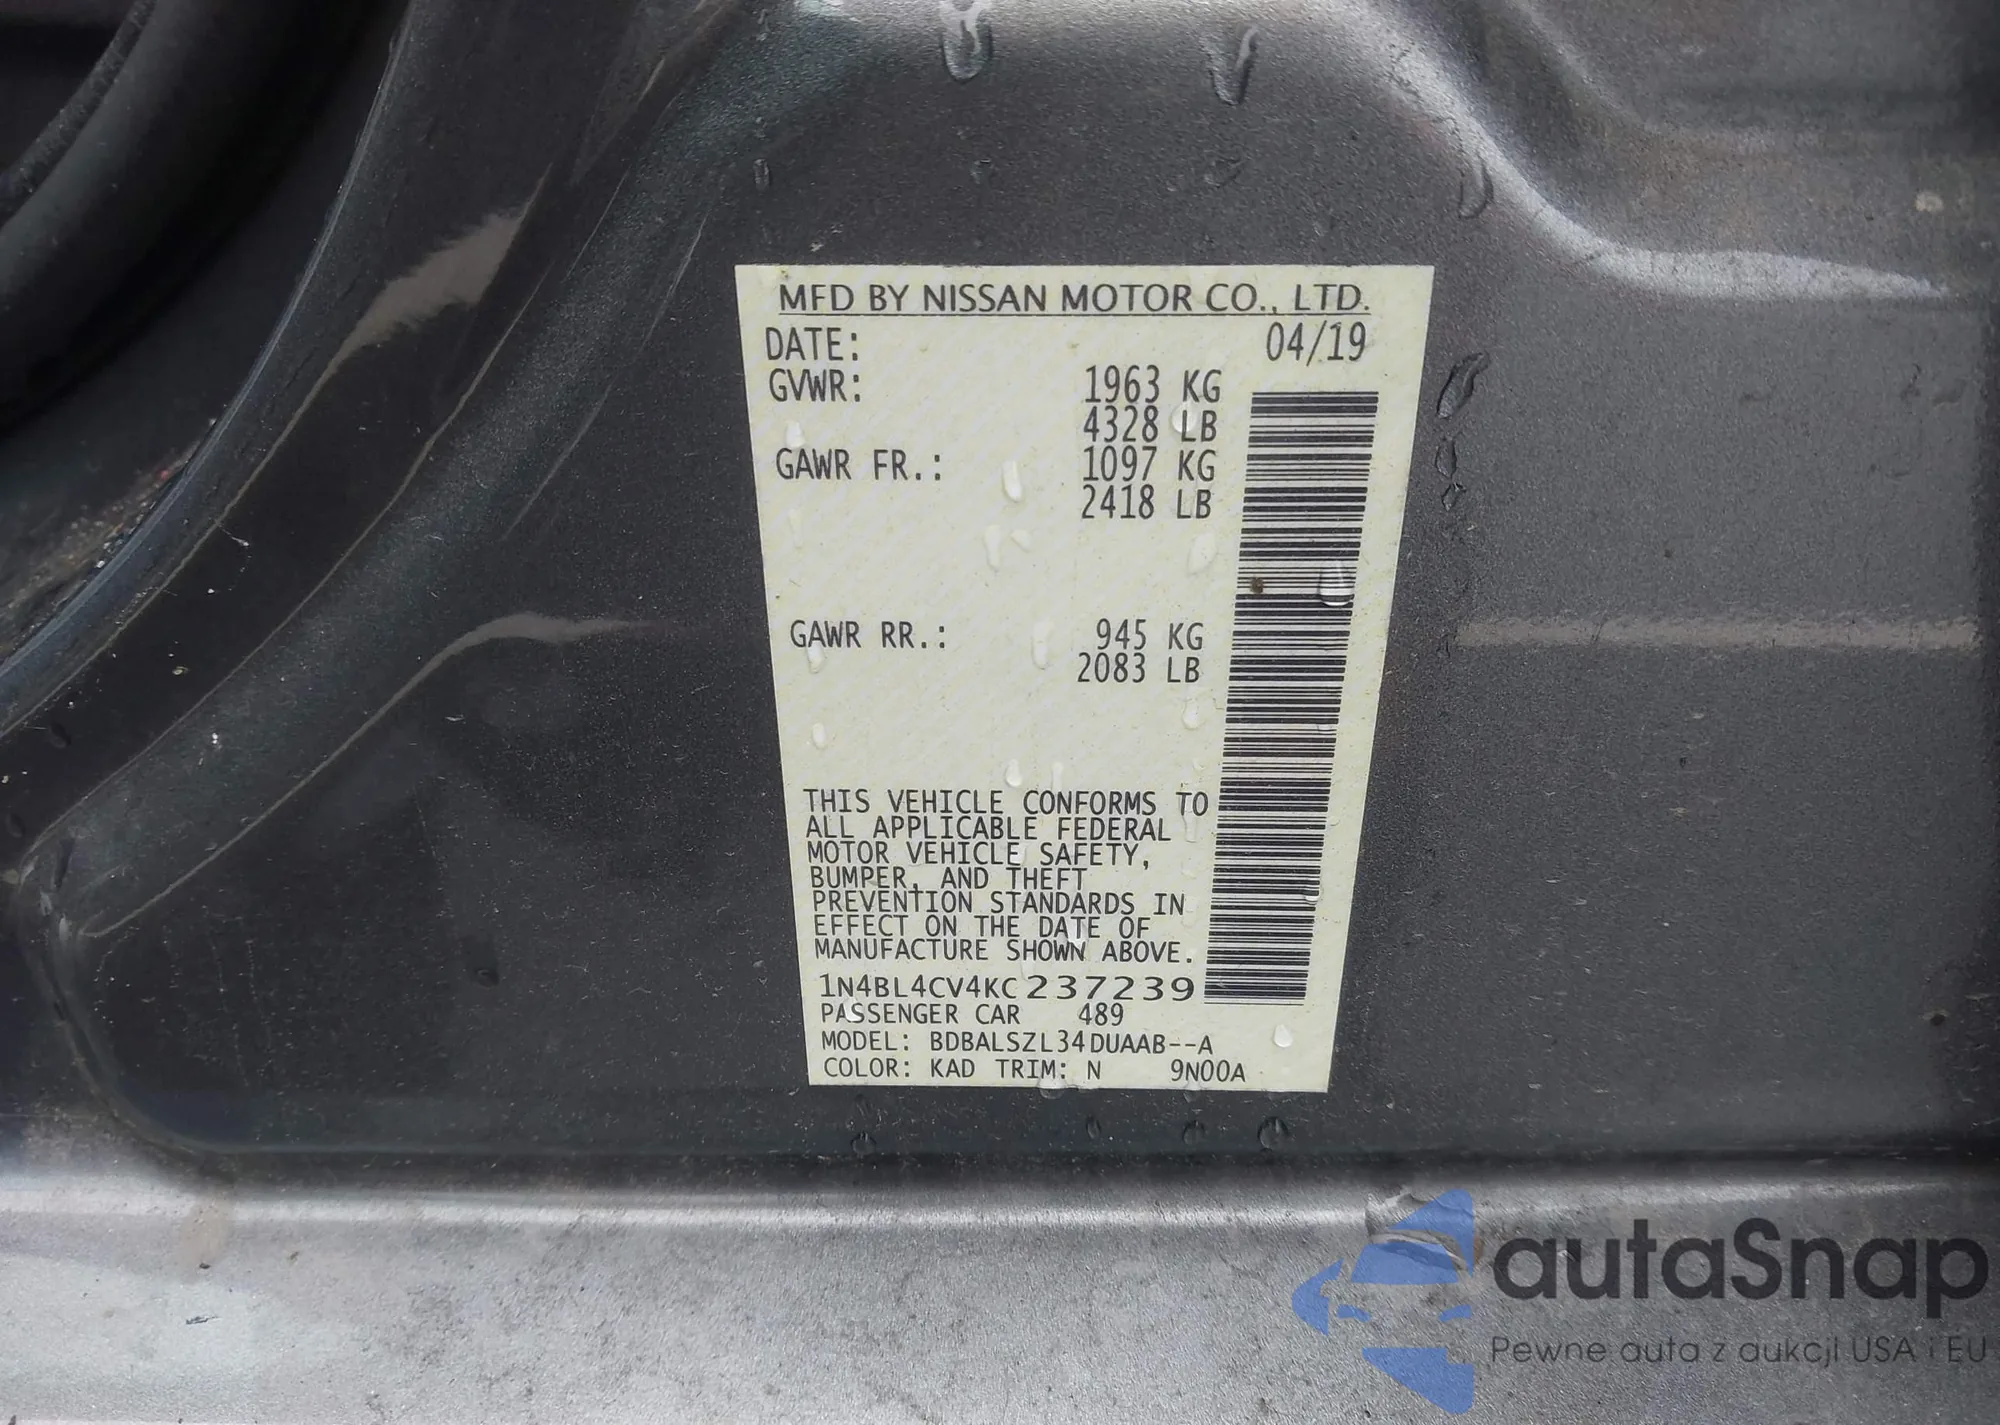 MFD BY NISSAN MOTOR CO., LTD.
DATE: 04/19
GVWR: 1963 KG
4328 LB
GAWR FR.: 1097 KG
2418 LB
GAWR RR.: 945 KG
2083 LB
THIS VEHICLE CONFORMS TO
ALL APPLICABLE FEDERAL
MOTOR VEHICLE SAFETY,
BUMPER, AND THEFT
PREVENTION STANDARDS IN
EFFECT ON THE DATE OF
MANUFACTURE SHOWN ABOVE.
1N4BL4CV4KC237239
PASSENGER CAR 489
MODEL: BDBALSZL34DUAAB--A
COLOR: KAD TRIM: N 9N00A
autaSnap
Pewne auta z aukcji USA i EU